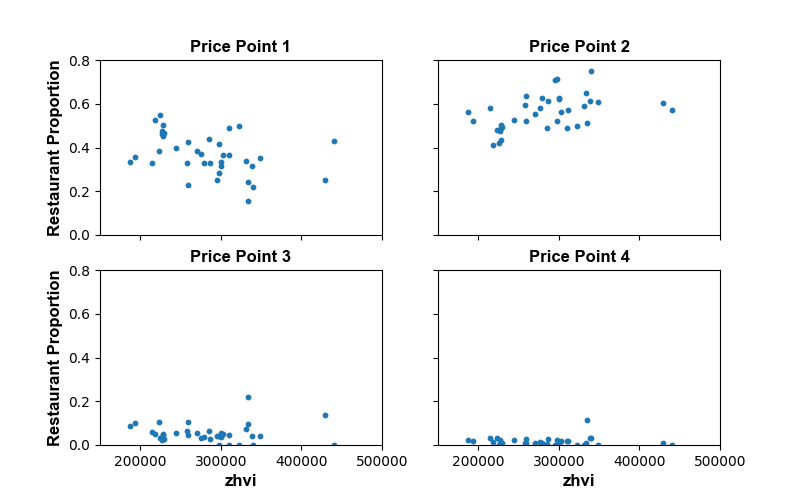 Price Point 1
Price Point 2
Restaurant Proportion
0.8
0.6
0.4
0.2
0.0
Price Point 3
Price Point 4
Restaurant Proportion
0.8
0.6
0.4
0.2
0.0
200000 300000 400000 500000
200000 300000 400000 500000
zhvi
zhvi